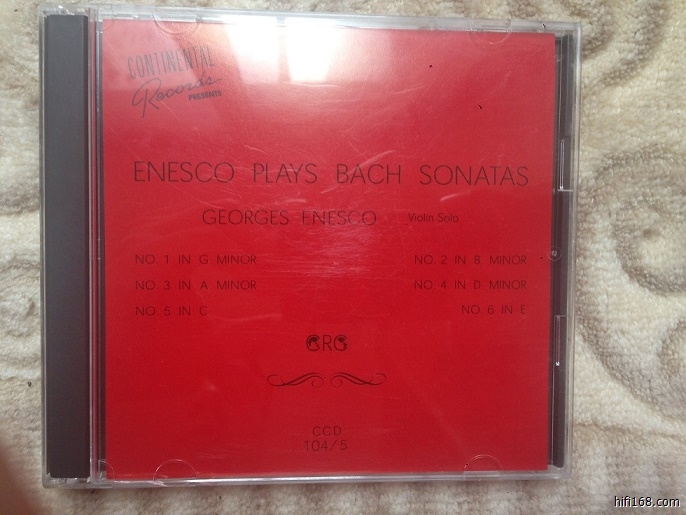 CONTINENTAL
Records
PRESENTS
ENESCO PLAYS BACH SONATAS
GEORGES ENESCO Violin Solo
NO. 1 IN G MINOR NO. 2 IN B MINOR
NO. 3 IN A MINOR NO. 4 IN D MINOR
NO. 5 IN C NO. 6 IN E
CRG
CCD
104/5
hifi168.com